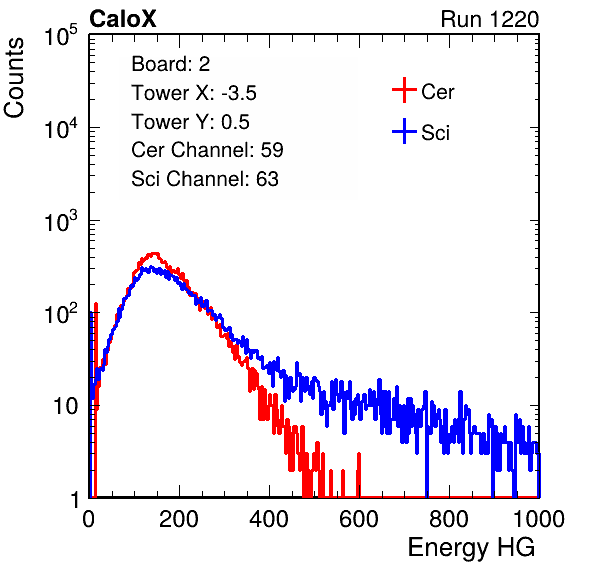 CaloX Run 1220
Counts
Board: 2
Tower X: -3.5
Tower Y: 0.5
Cer Channel: 59
Sci Channel: 63
Cer
Sci
10^5
10^4
10^3
10^2
10
1
0 200 400 600 800 1000
Energy HG